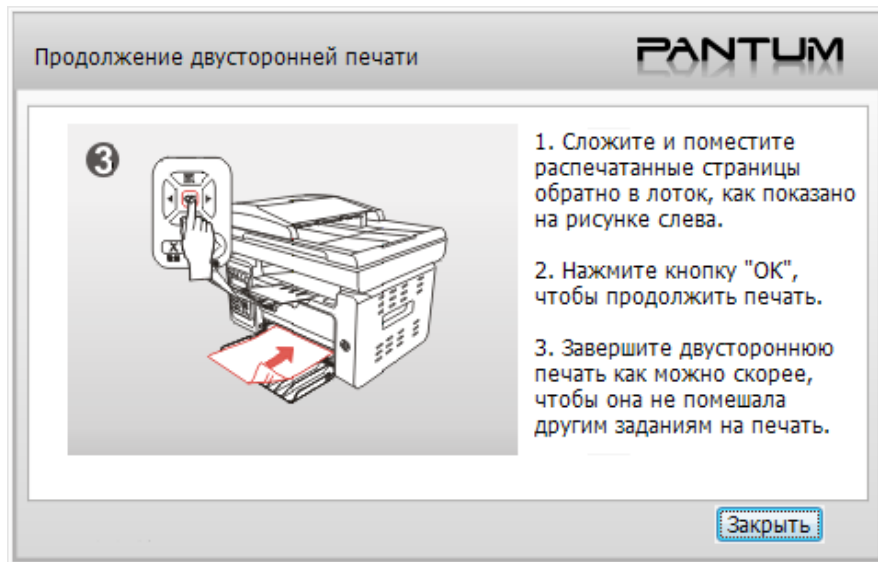 Продолжение двусторонней печати
PANTUM
3
1. Сложите и поместите
распечатанные страницы
обратно в лоток, как показано
на рисунке слева.
2. Нажмите кнопку "OK",
чтобы продолжить печать.
3. Завершите двустороннюю
печать как можно скорее,
чтобы она не помешала
другим заданиям на печать.
Закрыть